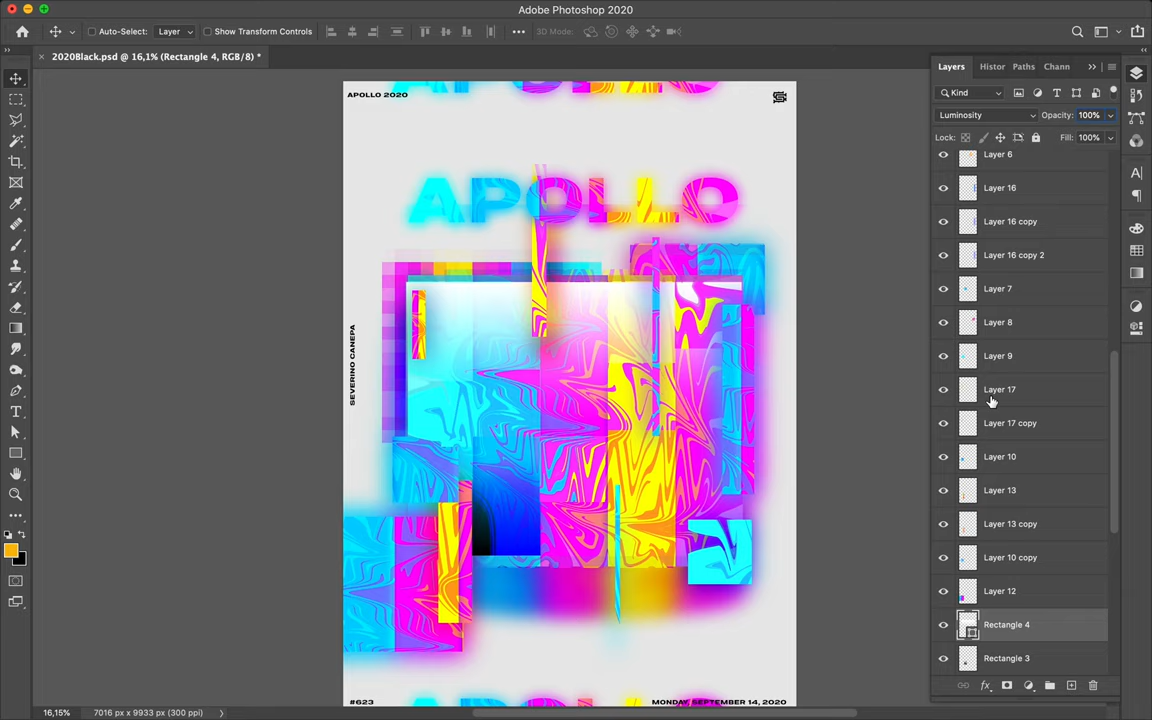 Adobe Photoshop 2020
Auto-Select: Layer Show Transform Controls 3D Mode:
2020Black.psd @ 16,1% (Rectangle 4, RGB/8) *
Layers Histor Paths Chann
Kind
Luminosity Opacity: 100%
Lock: Fill: 100%
Layer 6
Layer 16
Layer 16 copy
Layer 16 copy 2
Layer 7
Layer 8
Layer 9
Layer 17
Layer 17 copy
Layer 10
Layer 13
Layer 13 copy
Layer 10 copy
Layer 12
Rectangle 4
Rectangle 3
APOLLO
APOLLO 2020
APOLLO
SEVERINO CANEPA
APOLLO
#623 MONDAY, SEPTEMBER 14, 2020
16,15% 7016 px x 9933 px (300 ppi)